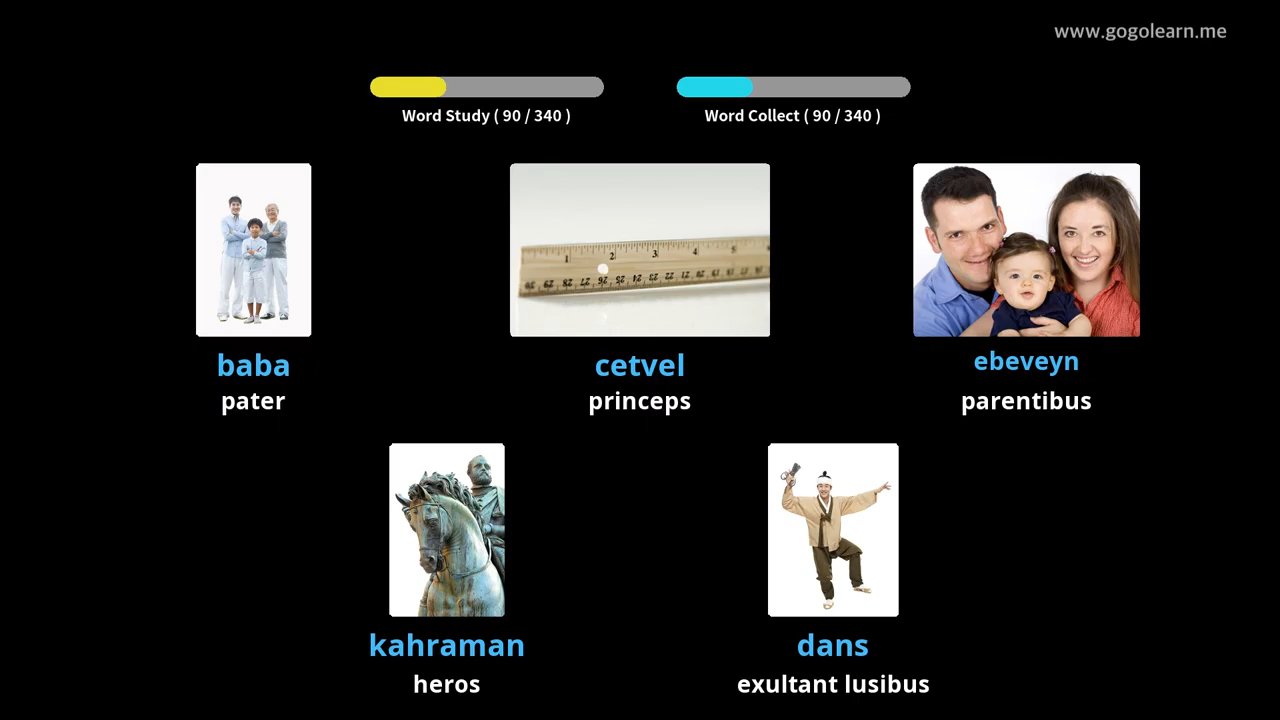 www.gogolearn.me
Word Study ( 90 / 340 )
Word Collect ( 90 / 340 )
baba
pater
cetvel
princeps
ebeveyn
parentibus
kahraman
heros
dans
exultant lusibus